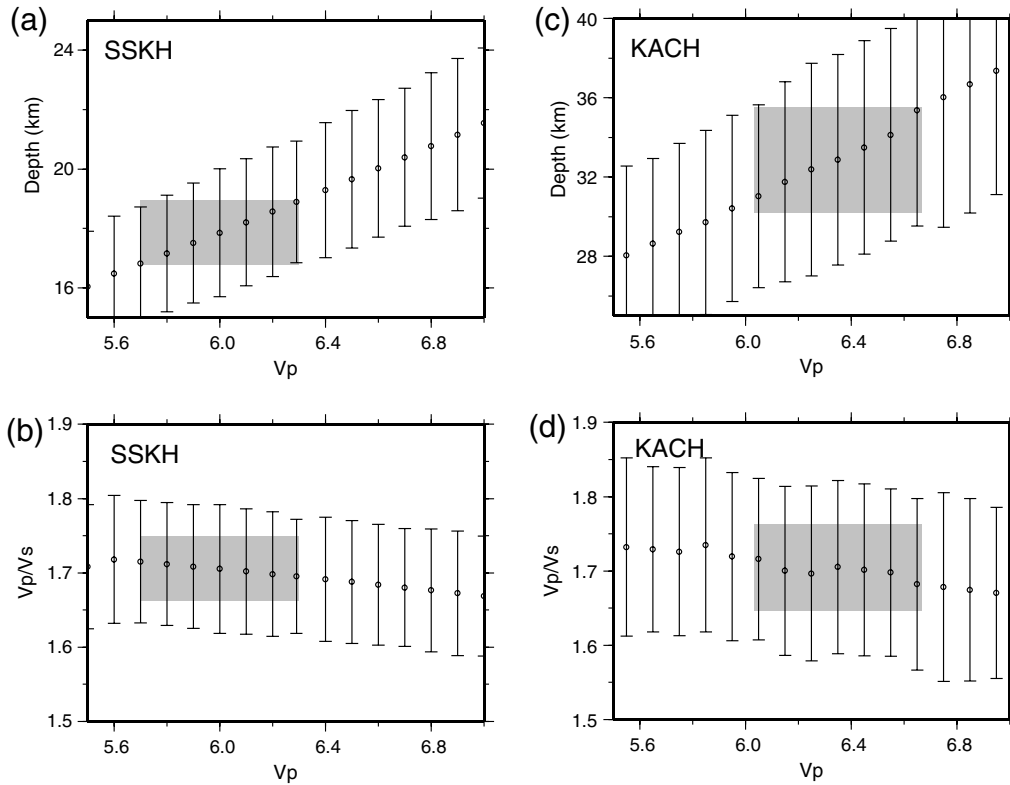 (a)
SSKH
Depth (km)
24
20
16
5.6 6.0 6.4 6.8
Vp
(c)
KACH
Depth (km)
40
36
32
28
5.6 6.0 6.4 6.8
Vp
(b)
SSKH
Vp/Vs
1.9
1.8
1.7
1.6
1.5
5.6 6.0 6.4 6.8
Vp
(d)
KACH
Vp/Vs
1.9
1.8
1.7
1.6
1.5
5.6 6.0 6.4 6.8
Vp